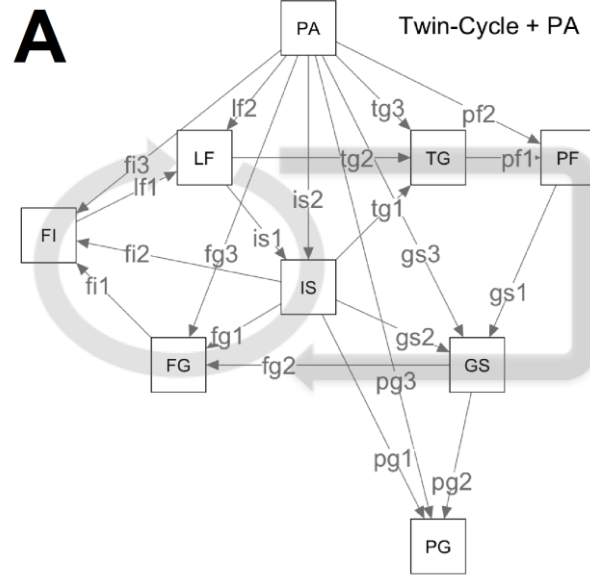 A
Twin-Cycle + PA
PA
lf2
tg3
pf2
LF
tg2
TG
pf1
PF
fi3
lf1
is2
tg1
FI
is1
fi2
fg3
gs3
IS
fi1
gs1
fg1
gs2
FG
fg2
GS
pg3
pg1
pg2
PG